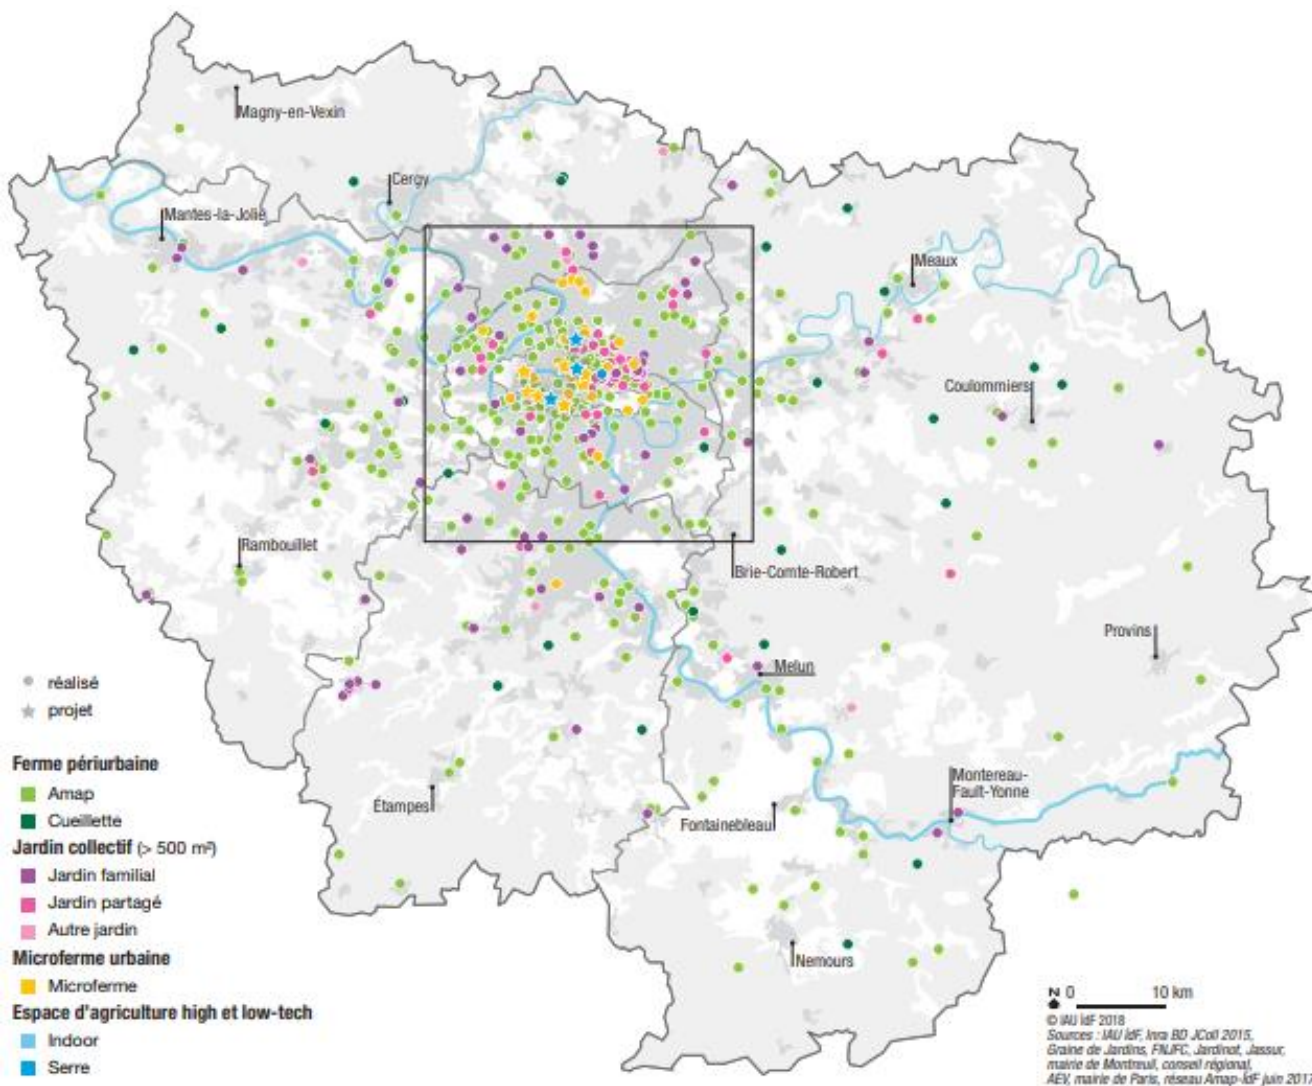 Magny-en-Vexin
Cergy
Mantes-la-Jolie
Meaux
Coulommiers
Rambouillet
Brie-Comte-Robert
Provins
Melun
Étampes
Fontainebleau
Montereau-
Fault-Yonne
Nemours
réalisé
projet
Ferme périurbaine
Amap
Cueillette
Jardin collectif (> 500 m²)
Jardin familial
Jardin partagé
Autre jardin
Microferme urbaine
Microferme
Espace d'agriculture high et low-tech
Indoor
Serre
N 0 10 km
© IAU îdF 2018
Sources : IAU îdF, Inra BD JColl 2015,
Graine de Jardins, FNJFC, Jardinot, Jassur,
mairie de Montreuil, conseil régional,
AEV, mairie de Paris, réseau Amap-îdF juin 2017